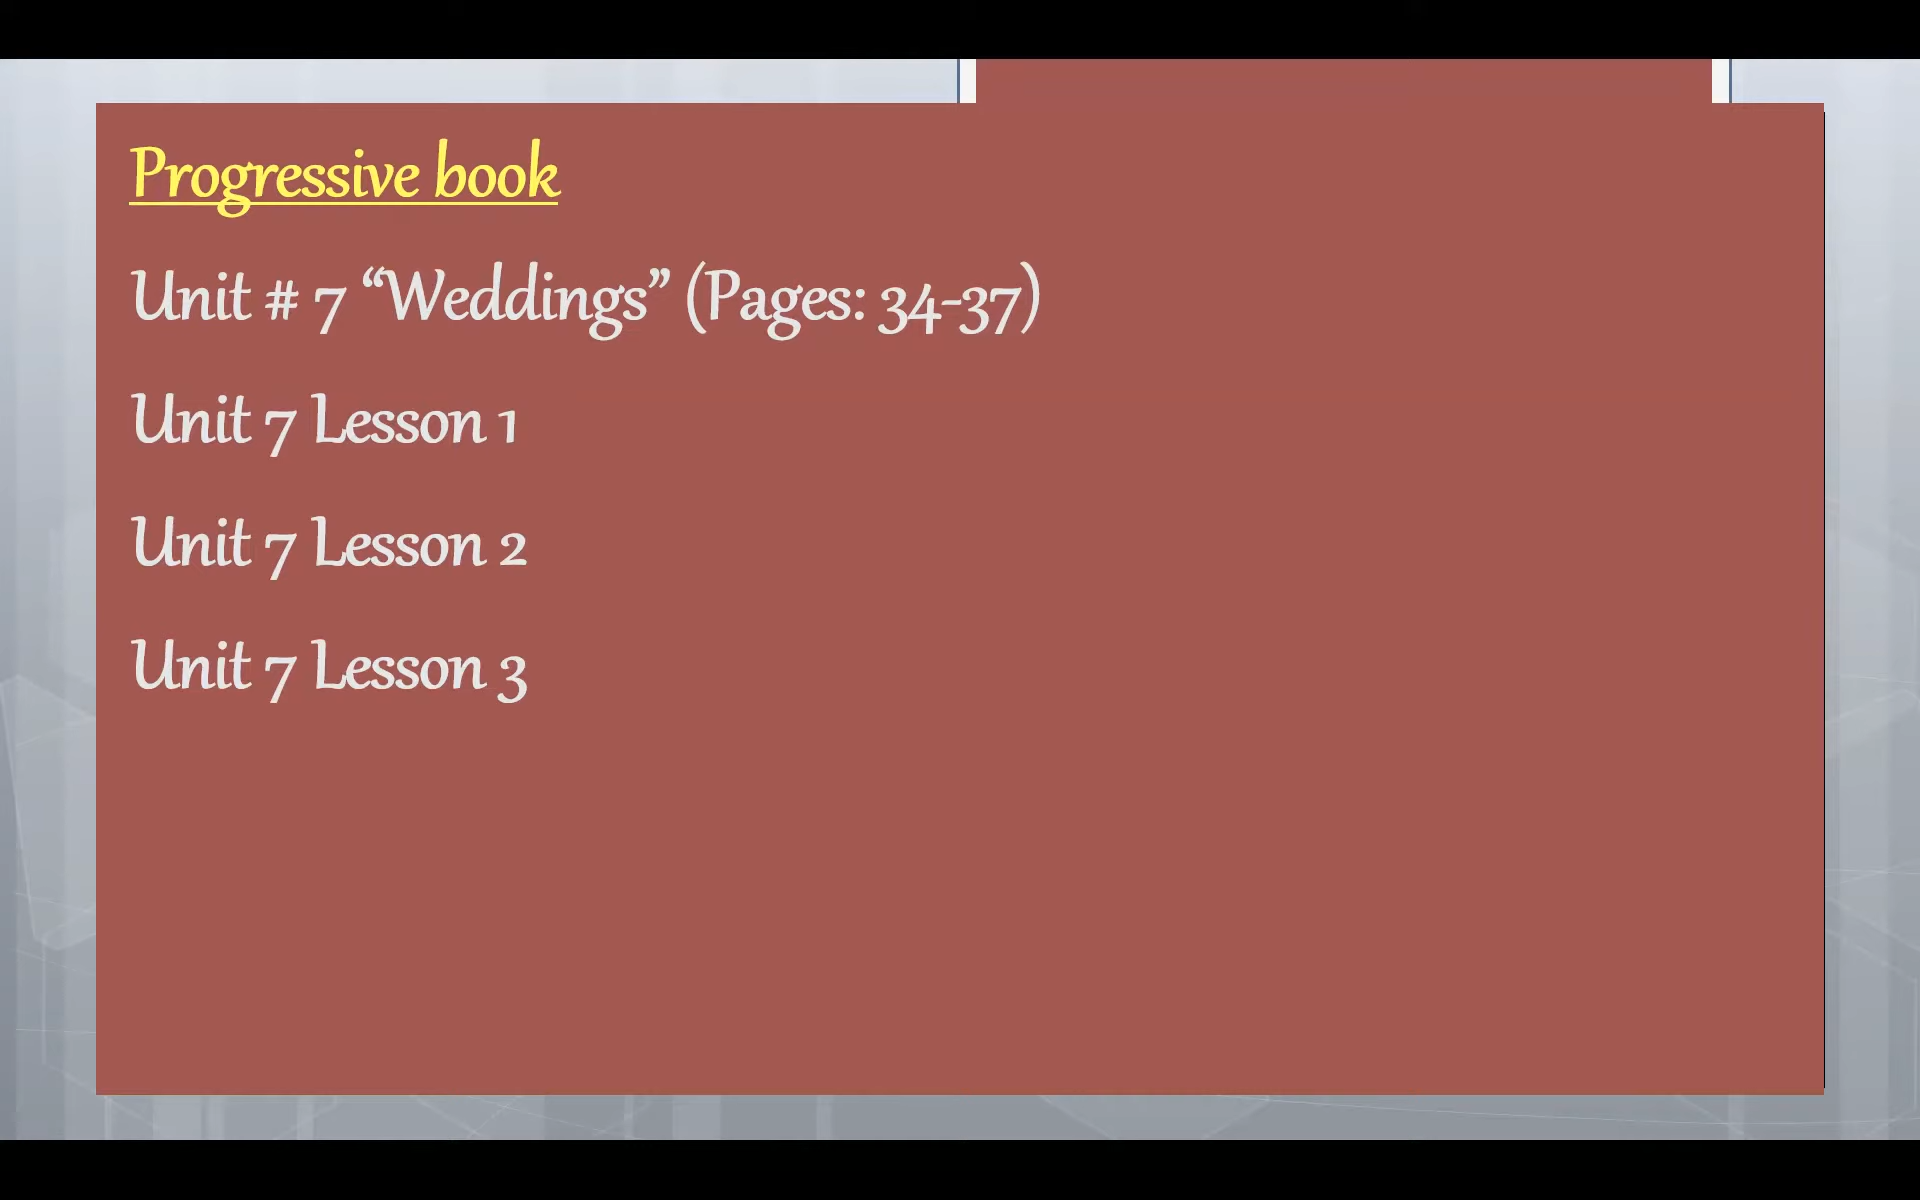 Progressive book
Unit # 7 “Weddings” (Pages: 34-37)
Unit 7 Lesson 1
Unit 7 Lesson 2
Unit 7 Lesson 3